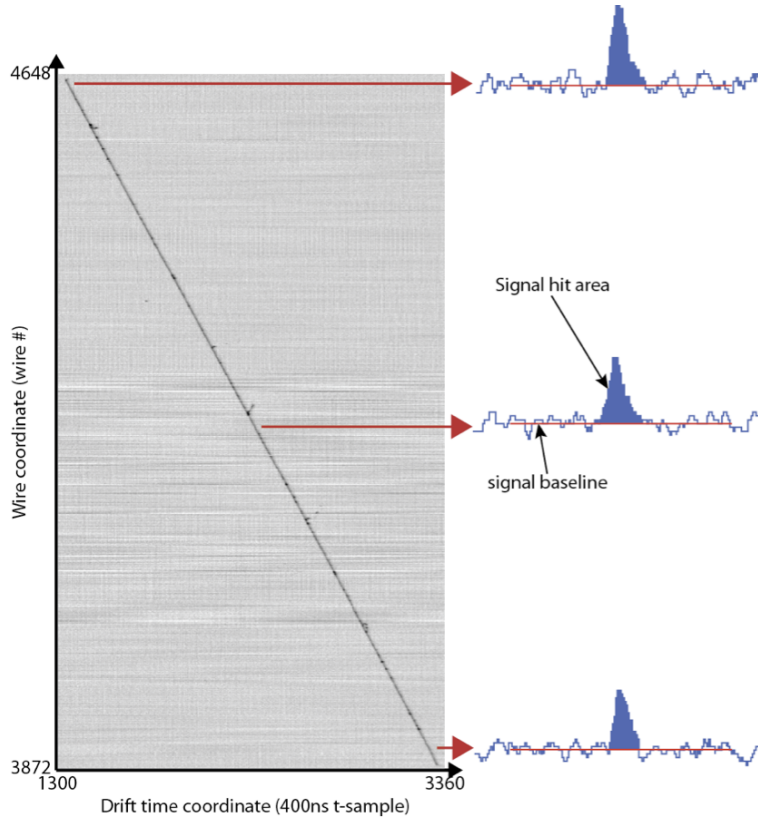 4648
Signal hit area
signal baseline
Wire coordinate (wire #)
3872
1300
3360
Drift time coordinate (400ns t-sample)